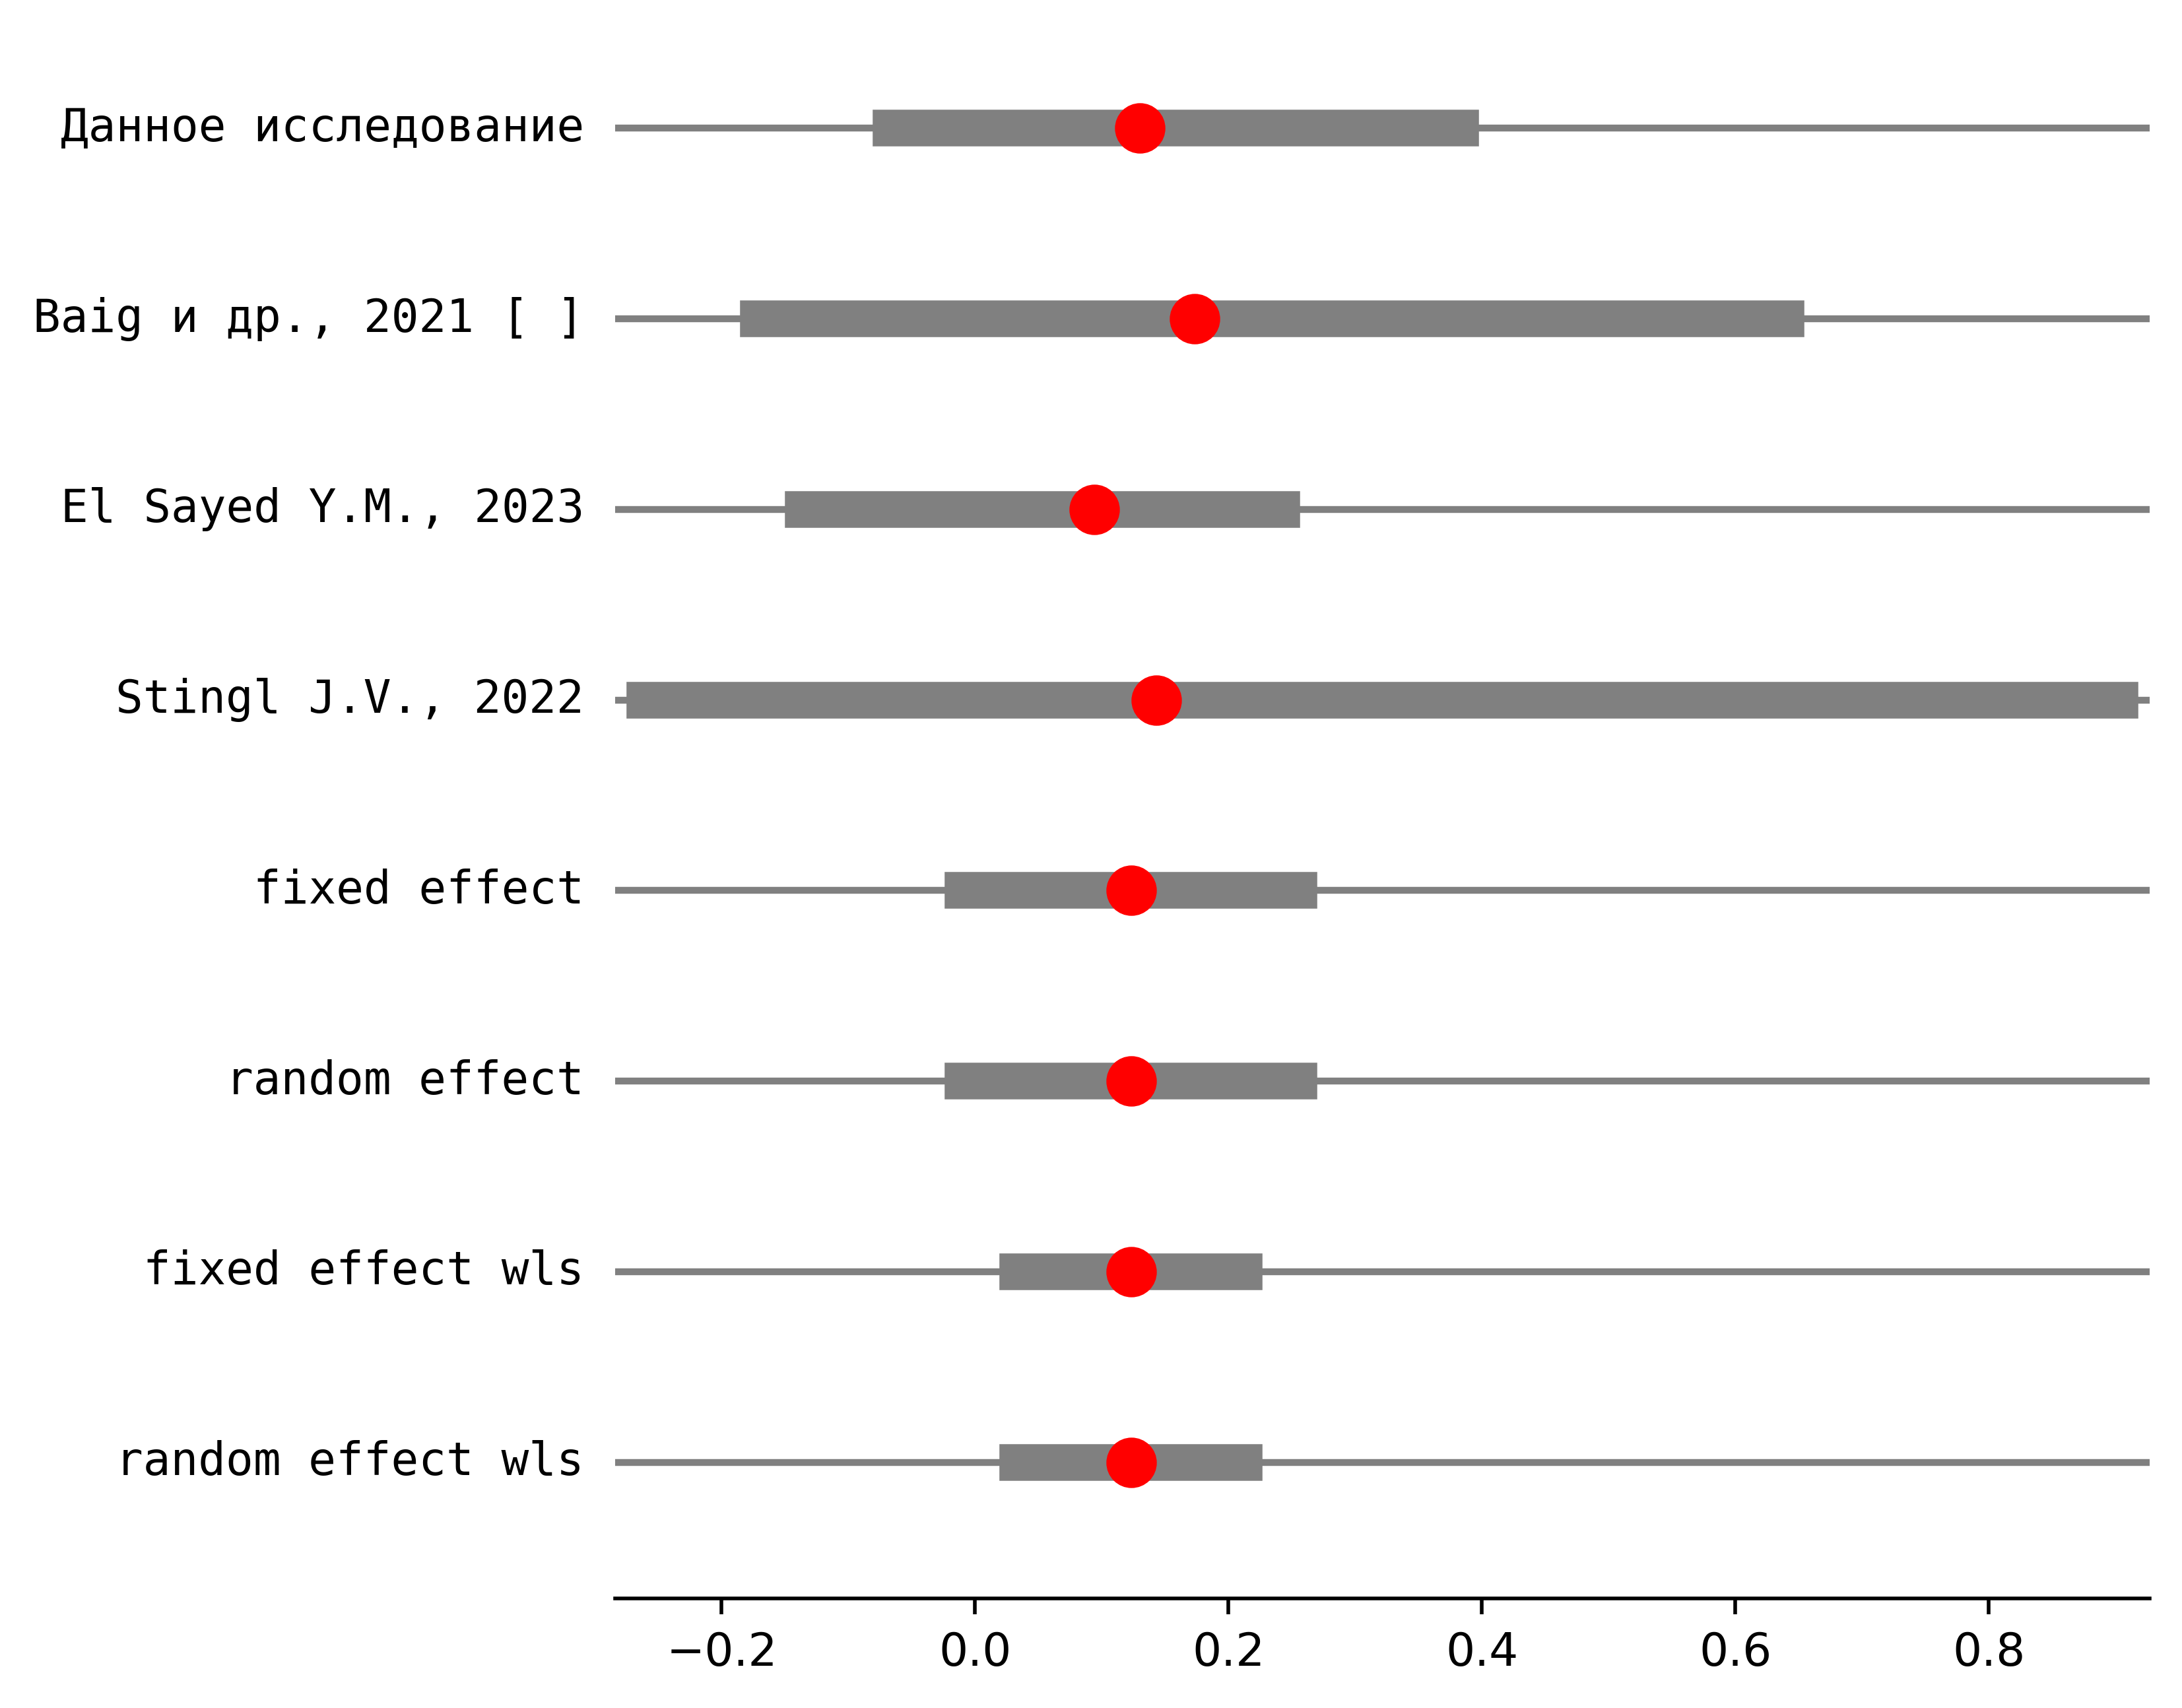 Данное исследование
Baig и др., 2021 [ ]
El Sayed Y.M., 2023
Stingl J.V., 2022
fixed effect
random effect
fixed effect wls
random effect wls
−0.2 0.0 0.2 0.4 0.6 0.8